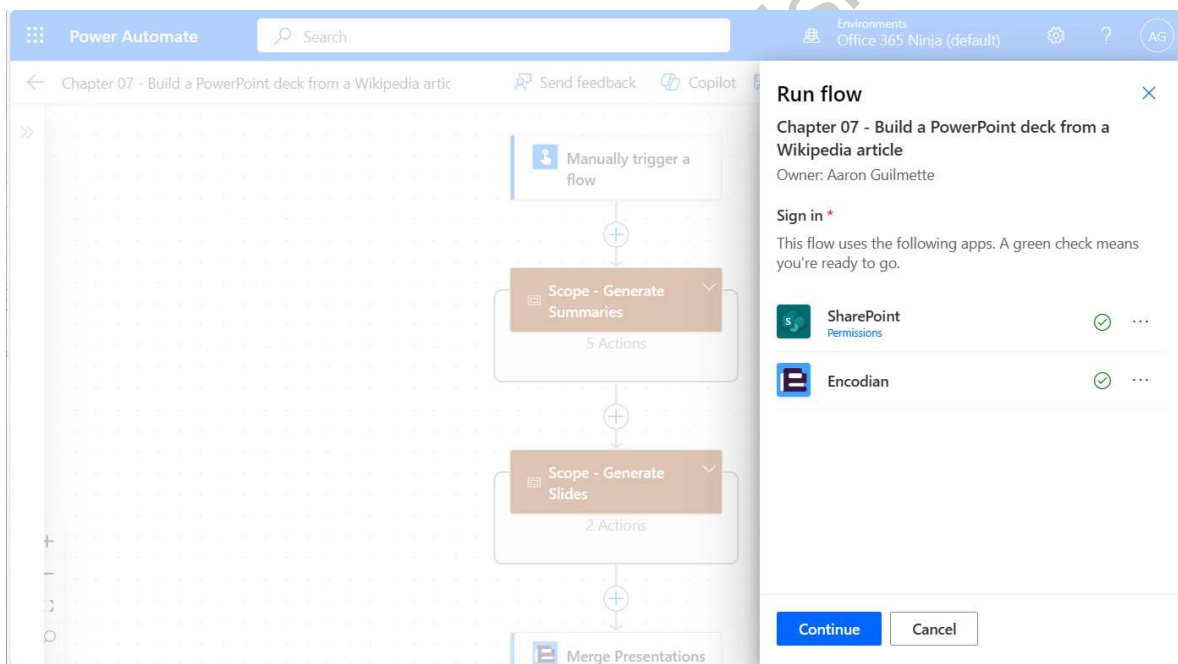 Power Automate
Search
Environments
Office 365 Ninja (default)
?
AG
Chapter 07 - Build a PowerPoint deck from a Wikipedia artic
Send feedback
Copilot
Manually trigger a
flow
Scope - Generate
Summaries
5 Actions
Scope - Generate
Slides
2 Actions
Merge Presentations
Run flow
Chapter 07 - Build a PowerPoint deck from a
Wikipedia article
Owner: Aaron Guilmette
Sign in *
This flow uses the following apps. A green check means
you're ready to go.
SharePoint
Permissions
Encodian
Continue
Cancel